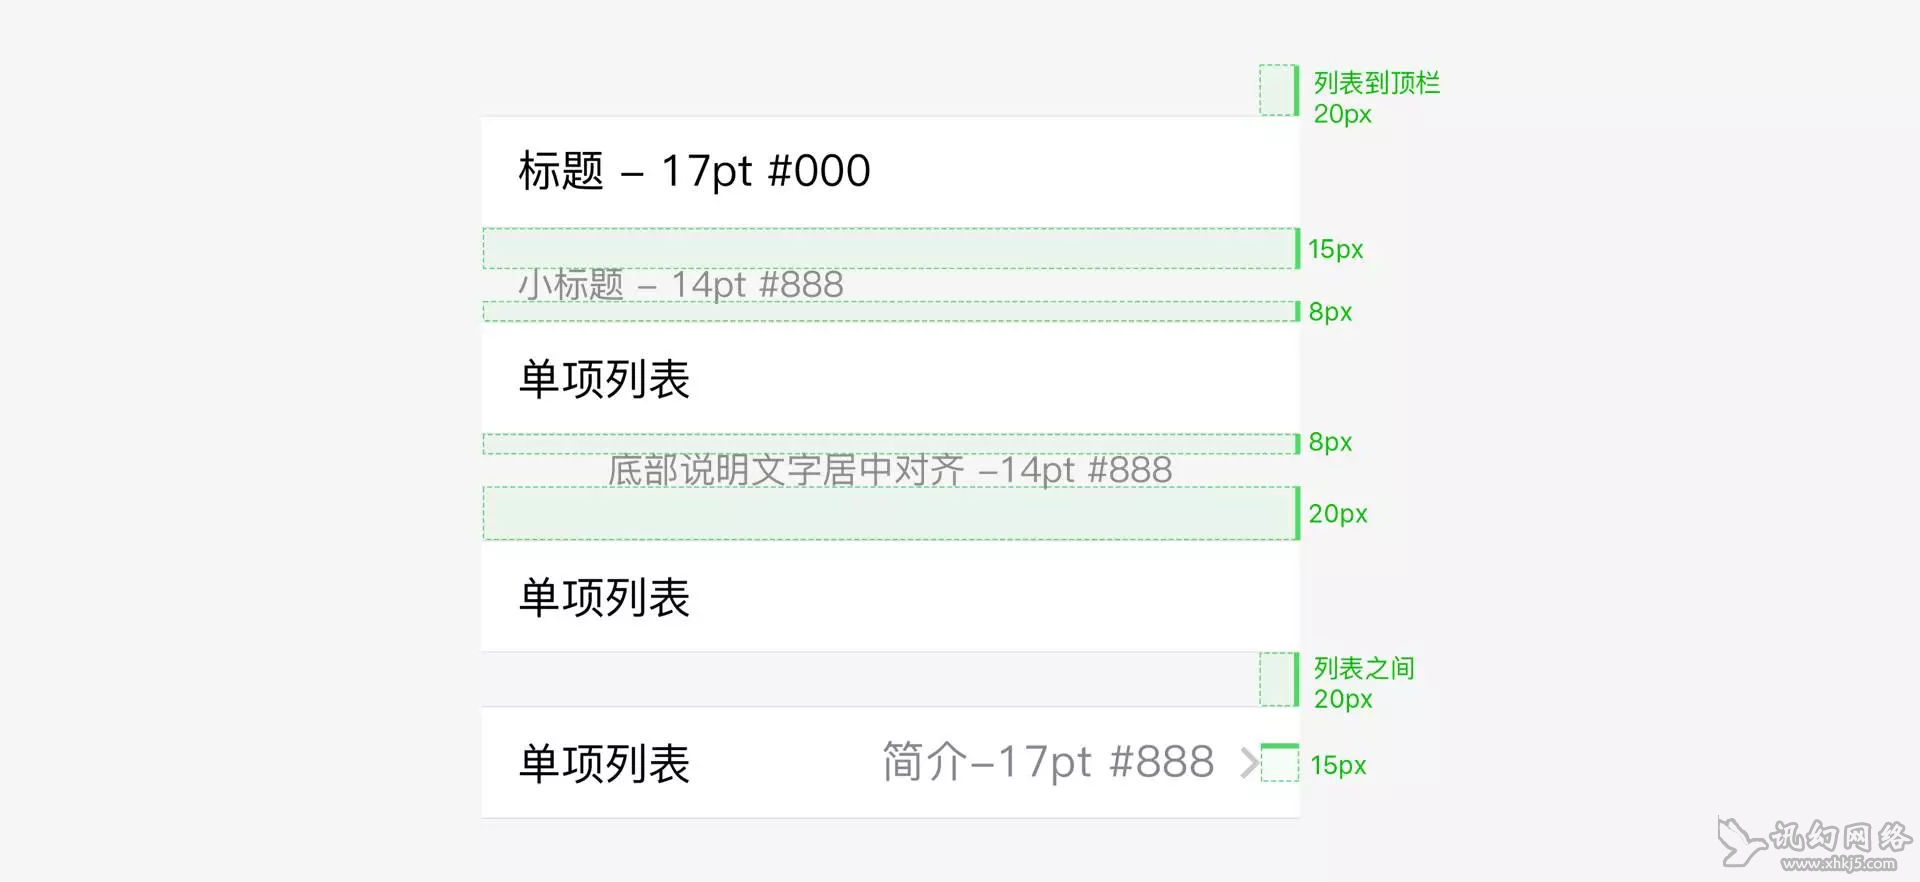 列表到顶栏
20px
标题 – 17pt #000
15px
小标题 – 14pt #888
8px
单项列表
8px
底部说明文字居中对齐 –14pt #888
20px
单项列表
列表之间
20px
单项列表
简介–17pt #888
15px
讯幻网络
www.xhkj5.com